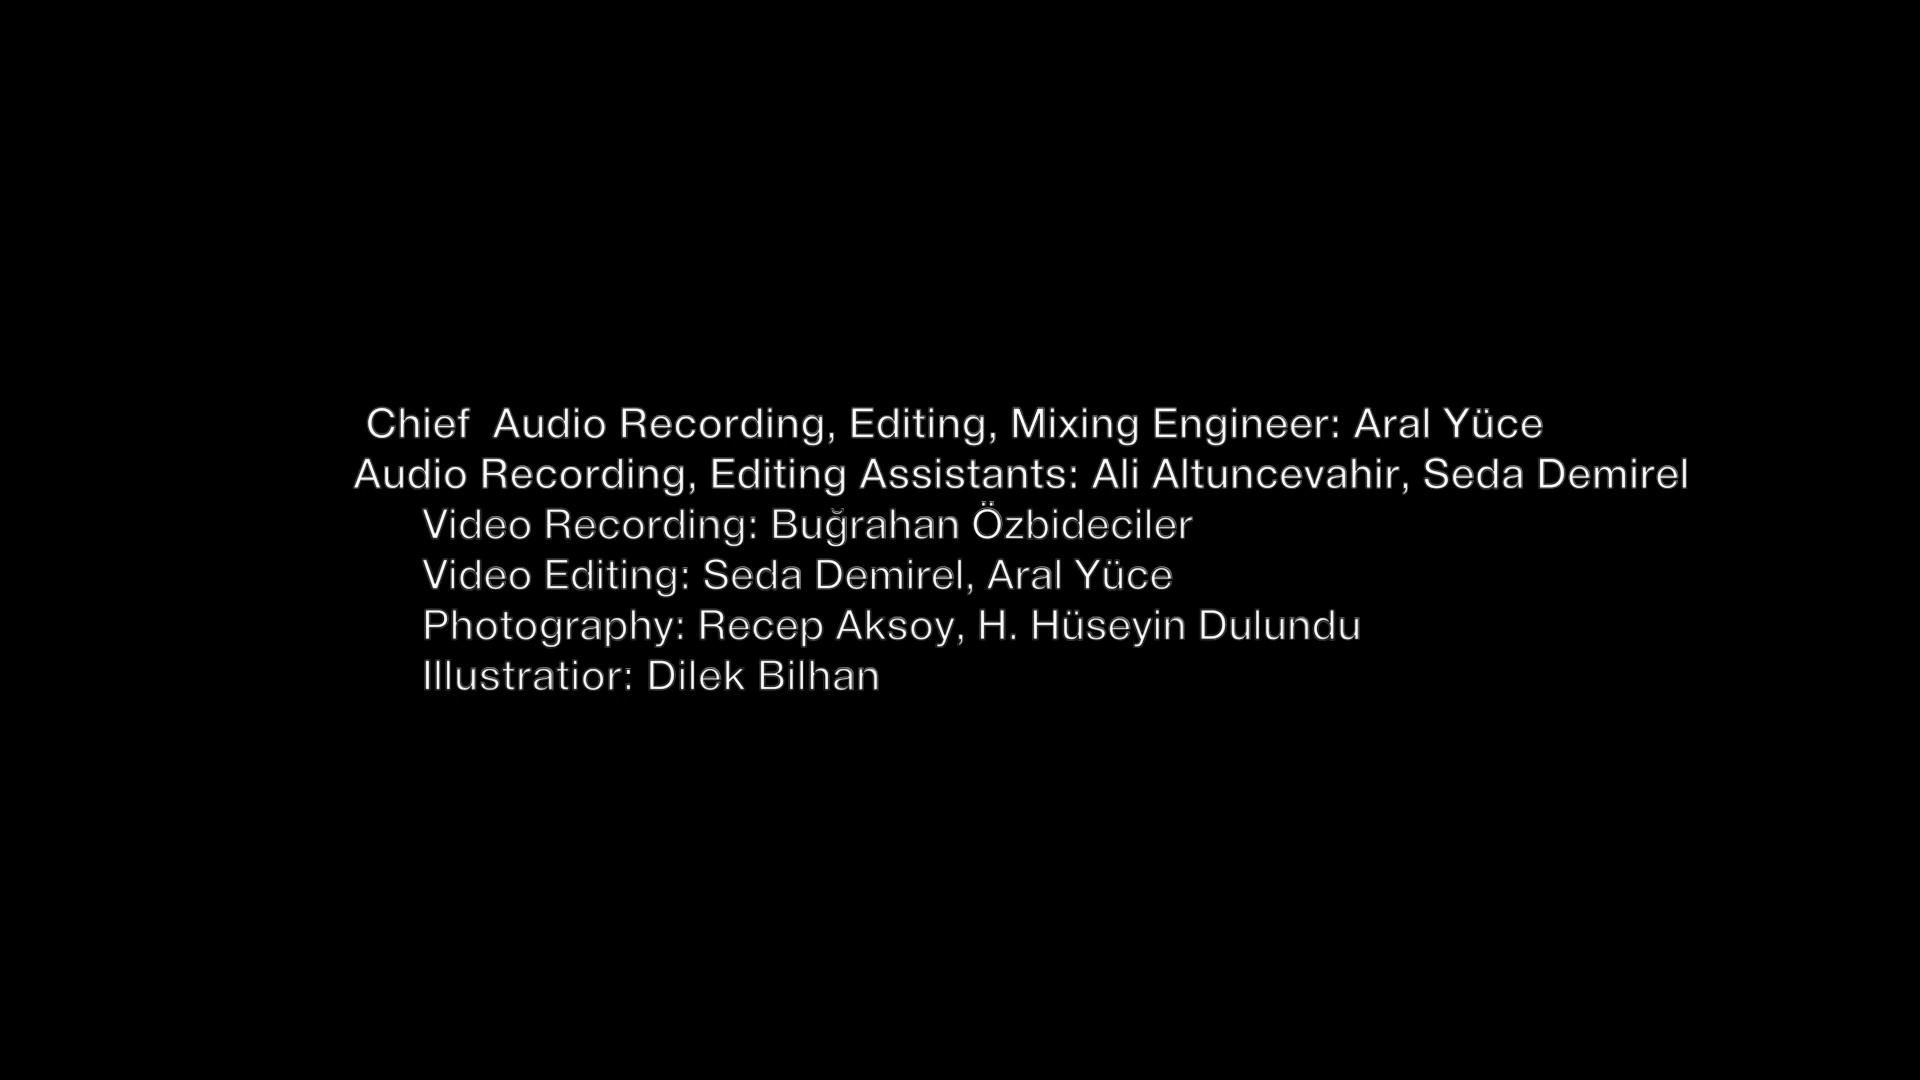 Chief  Audio Recording, Editing, Mixing Engineer: Aral Yüce
Audio Recording, Editing Assistants: Ali Altuncevahir, Seda Demirel
Video Recording: Buğrahan Özbideciler
Video Editing: Seda Demirel, Aral Yüce
Photography: Recep Aksoy, H. Hüseyin Dulundu
Illustratior: Dilek Bilhan